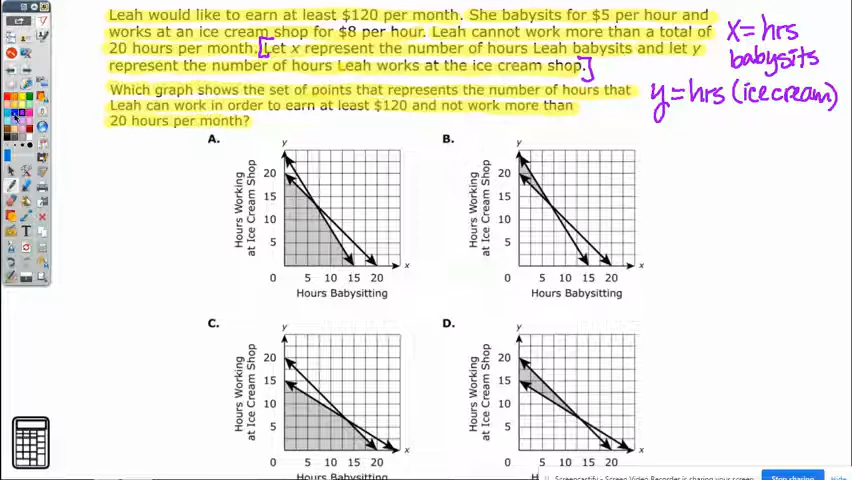 Leah would like to earn at least $120 per month. She babysits for $5 per hour and
works at an ice cream shop for $8 per hour. Leah cannot work more than a total of
20 hours per month. [Let x represent the number of hours Leah babysits and let y
represent the number of hours Leah works at the ice cream shop.]
x = hrs
babysits
y = hrs (ice cream)
Which graph shows the set of points that represents the number of hours that
Leah can work in order to earn at least $120 and not work more than
20 hours per month?
A.
y
Hours Working
at Ice Cream Shop
20
15
10
5
0 5 10 15 20 x
Hours Babysitting
B.
y
Hours Working
at Ice Cream Shop
20
15
10
5
0 5 10 15 20 x
Hours Babysitting
C.
y
Hours Working
at Ice Cream Shop
20
15
10
5
0 5 10 15 20 x
Hours Babysitting
D.
y
Hours Working
at Ice Cream Shop
20
15
10
5
0 5 10 15 20 x
Screencastify - Screen Video Recorder is sharing your screen.
Stop sharing
Hide